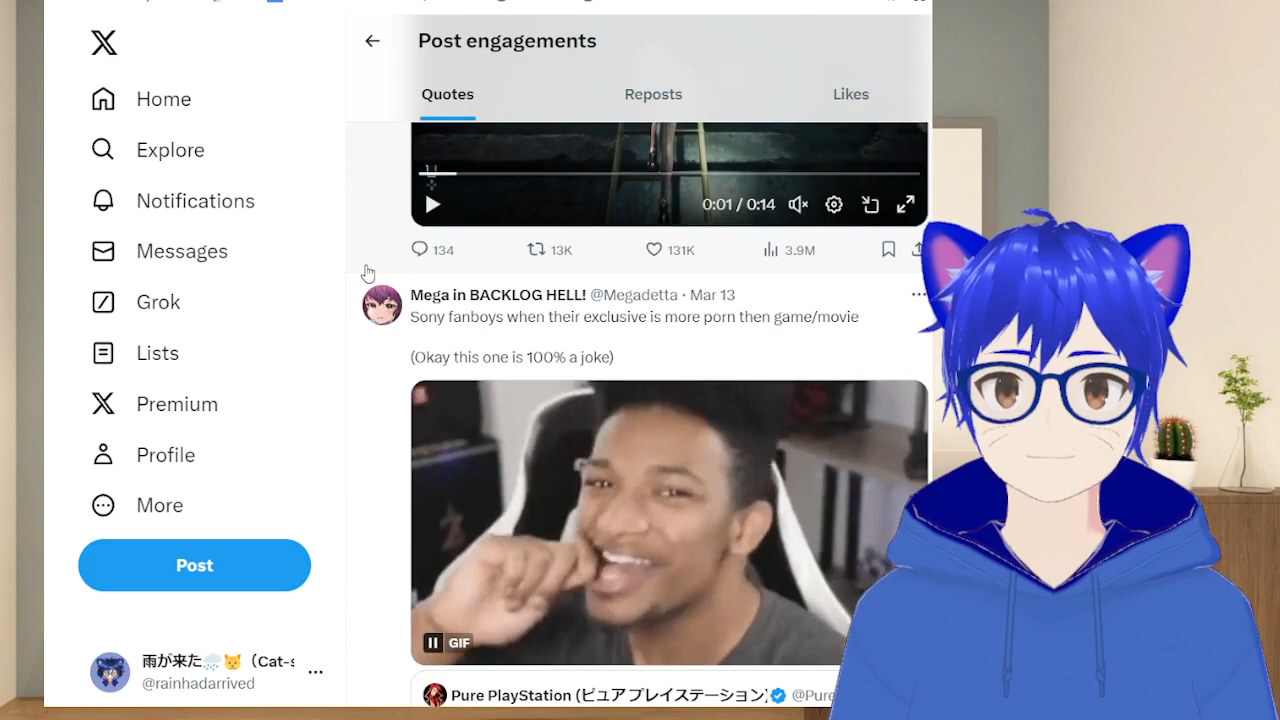 Post engagements
Home
Quotes
Reposts
Likes
Explore
Notifications
0:01 / 0:14
Messages
134
13K
131K
3.9M
Grok
Mega in BACKLOG HELL! @Megadetta · Mar 13
Sony fanboys when their exclusive is more porn then game/movie
Lists
(Okay this one is 100% a joke)
Premium
Profile
More
Post
GIF
雨が来た🌧️😺（Cat-s
@rainhadarrived
Pure PlayStation (ピュアプレイステーション) @Pure